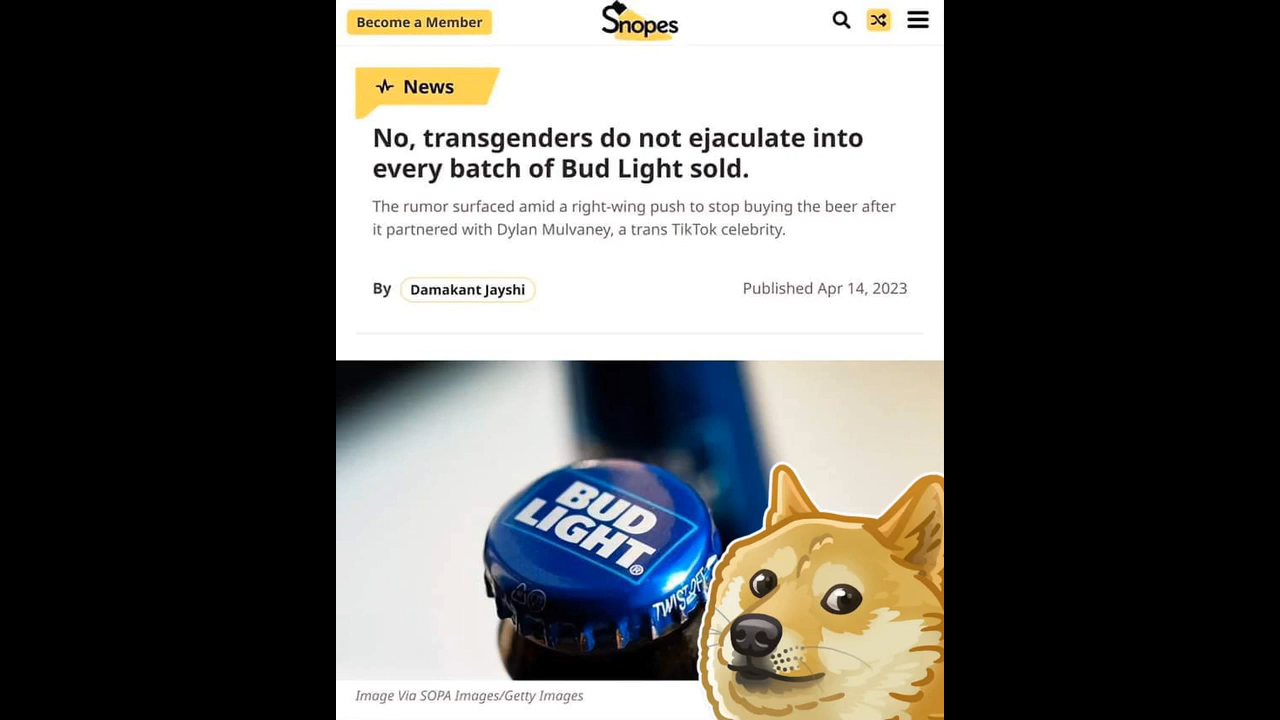 Become a Member
Snopes
News
No, transgenders do not ejaculate into
every batch of Bud Light sold.
The rumor surfaced amid a right-wing push to stop buying the beer after
it partnered with Dylan Mulvaney, a trans TikTok celebrity.
By Damakant Jayshi
Published Apr 14, 2023
BUD
LIGHT®
TWIST OFF
Image Via SOPA Images/Getty Images